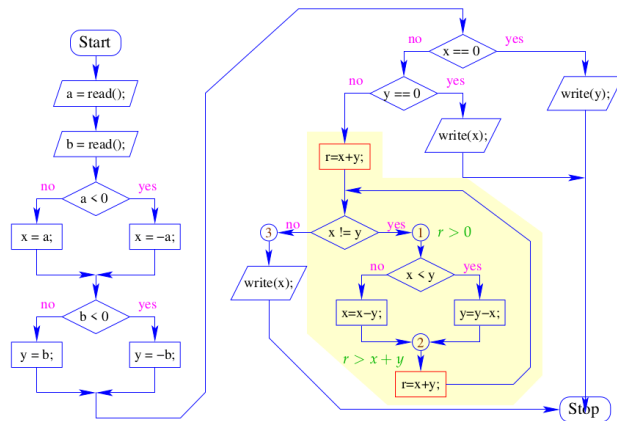 Start
a = read();
b = read();
a < 0
no
yes
x = a;
x = −a;
b < 0
no
yes
y = b;
y = −b;
x == 0
no
yes
y == 0
no
yes
write(y);
write(x);
r=x+y;
x != y
no
yes
3
1
r > 0
write(x);
x < y
no
yes
x=x−y;
y=y−x;
2
r > x + y
r=x+y;
Stop